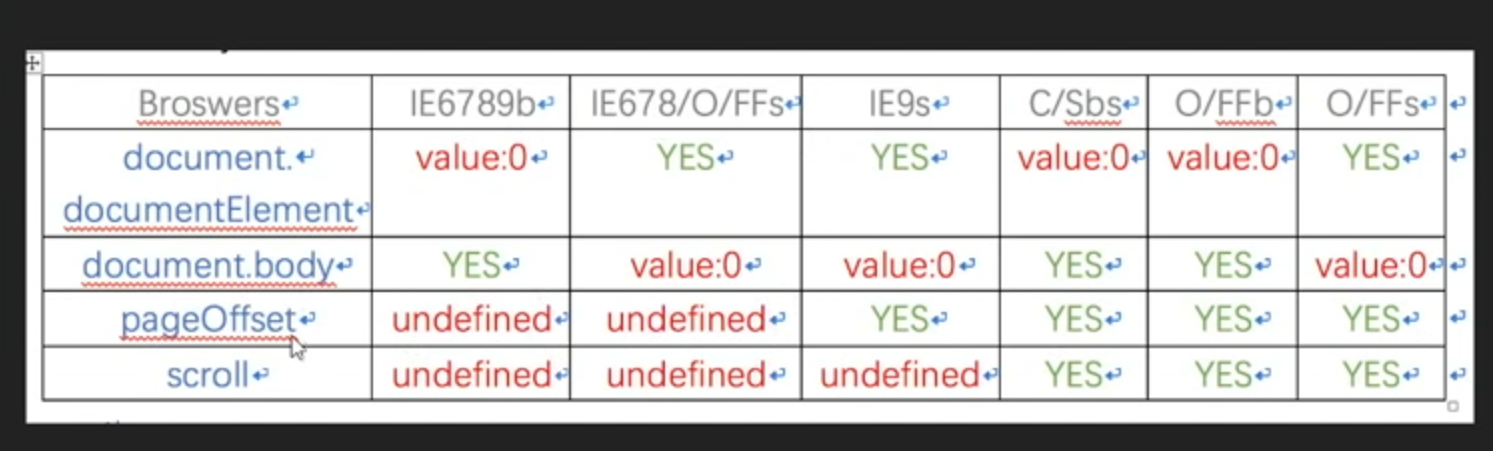 Broswers IE6789b IE678/O/FFs IE9s C/Sbs O/FFb O/FFs
document. value:0 YES YES value:0 value:0 YES
documentElement
document.body YES value:0 value:0 YES YES value:0
pageOffset undefined undefined YES YES YES YES
scroll undefined undefined undefined YES YES YES